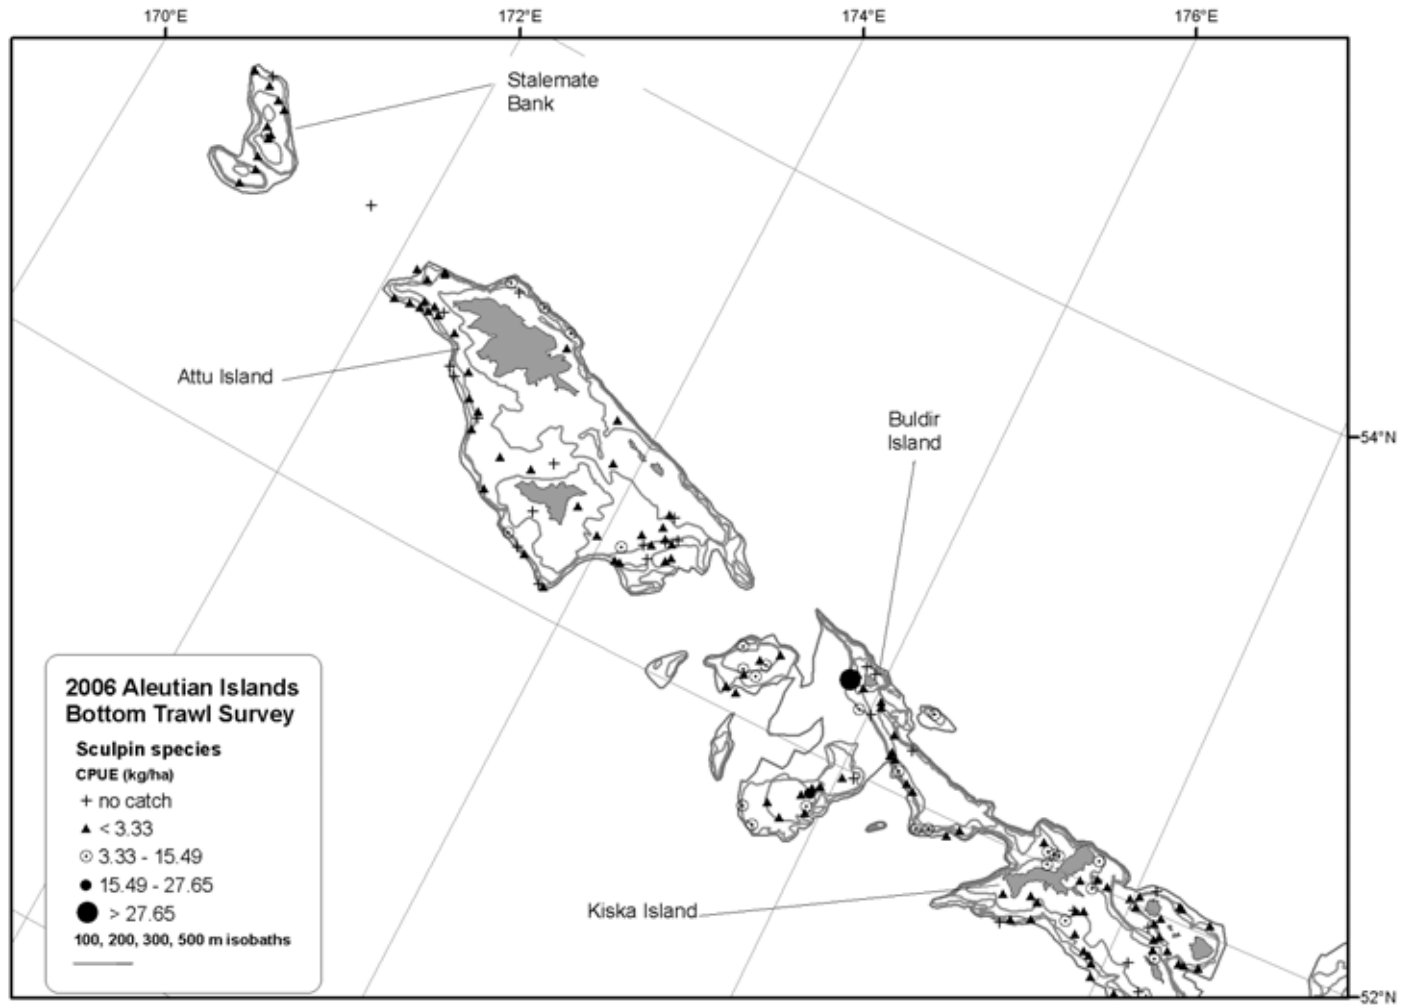 170°E 172°E 174°E 176°E
Stalemate
Bank
Attu Island
Buldir
Island
54°N
2006 Aleutian Islands
Bottom Trawl Survey
Sculpin species
CPUE (kg/ha)
+ no catch
▲ < 3.33
⊙ 3.33 - 15.49
● 15.49 - 27.65
● > 27.65
100, 200, 300, 500 m isobaths
Kiska Island
52°N